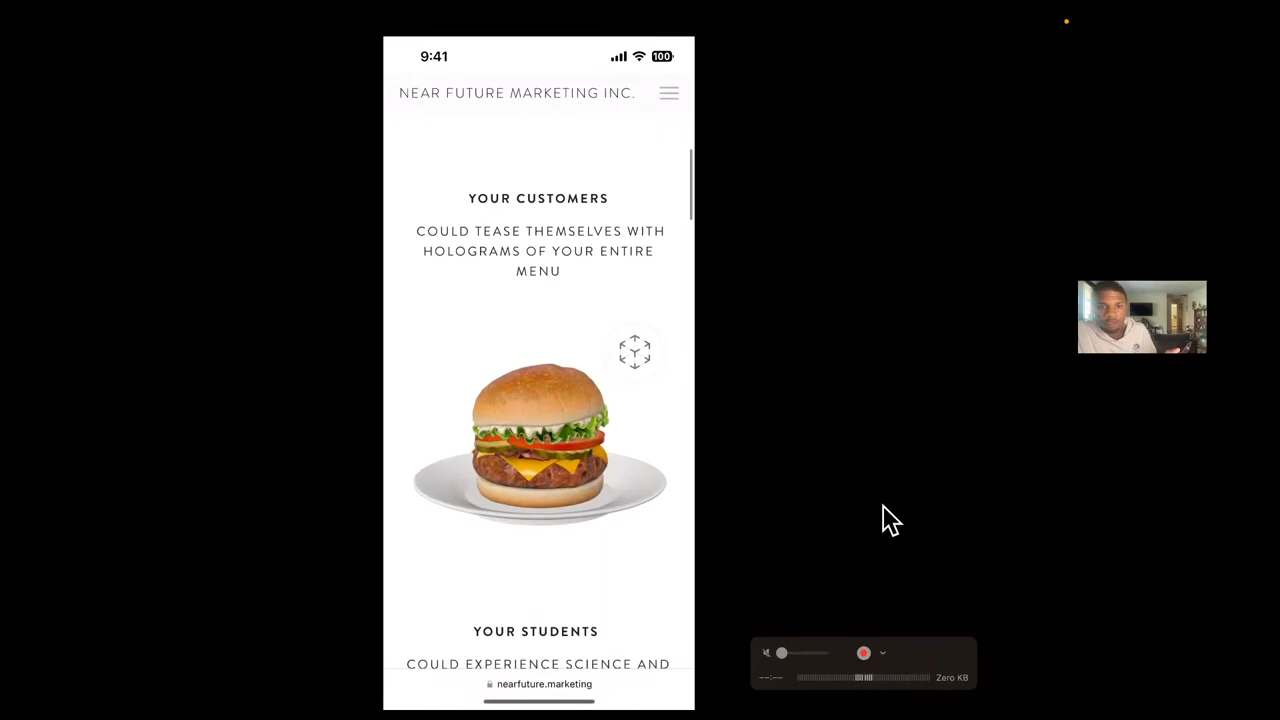 9:41
100
NEAR FUTURE MARKETING INC.
YOUR CUSTOMERS
COULD TEASE THEMSELVES WITH
HOLOGRAMS OF YOUR ENTIRE
MENU
YOUR STUDENTS
COULD EXPERIENCE SCIENCE AND
nearfuture.marketing
--:--
Zero KB